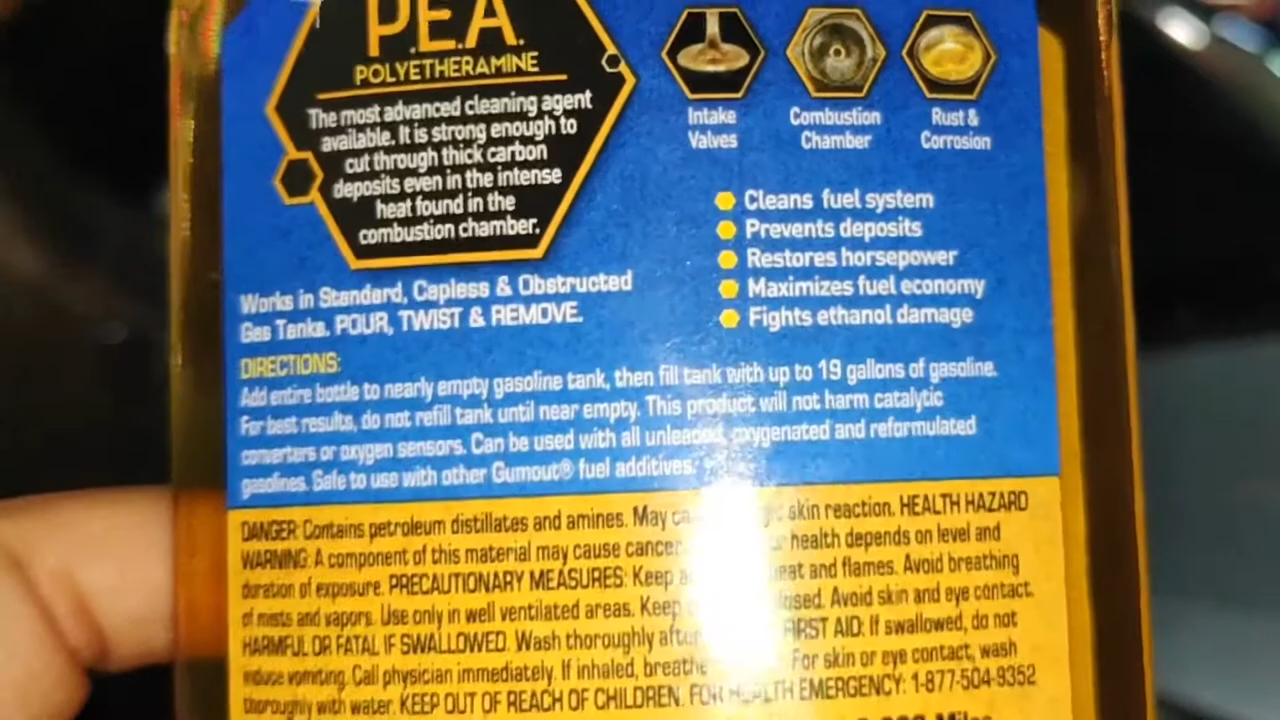 P.E.A.
POLYETHERAMINE
The most advanced cleaning agent
available. It is strong enough to
cut through thick carbon
deposits even in the intense
heat found in the
combustion chamber.
Intake
Valves
Combustion
Chamber
Rust &
Corrosion
Cleans fuel system
Prevents deposits
Restores horsepower
Maximizes fuel economy
Fights ethanol damage
Works in Standard, Capless & Obstructed
Gas Tanks. POUR, TWIST & REMOVE.
DIRECTIONS:
Add entire bottle to nearly empty gasoline tank, then fill tank with up to 19 gallons of gasoline.
For best results, do not refill tank until near empty. This product will not harm catalytic
converters or oxygen sensors. Can be used with all unleaded, oxygenated and reformulated
gasolines. Safe to use with other Gumout® fuel additives.
DANGER: Contains petroleum distillates and amines. May skin reaction. HEALTH HAZARD
WARNING: A component of this material may cause cancer. health depends on level and
duration of exposure. PRECAUTIONARY MEASURES: Keep heat and flames. Avoid breathing
of mists and vapors. Use only in well ventilated areas. Keep Avoid skin and eye contact.
HARMFUL OR FATAL IF SWALLOWED. Wash thoroughly after FIRST AID: If swallowed, do not
induce vomiting. Call physician immediately. If inhaled, breathe For skin or eye contact, wash
thoroughly with water. KEEP OUT OF REACH OF CHILDREN. FOR HEALTH EMERGENCY: 1-877-504-9352
Miles